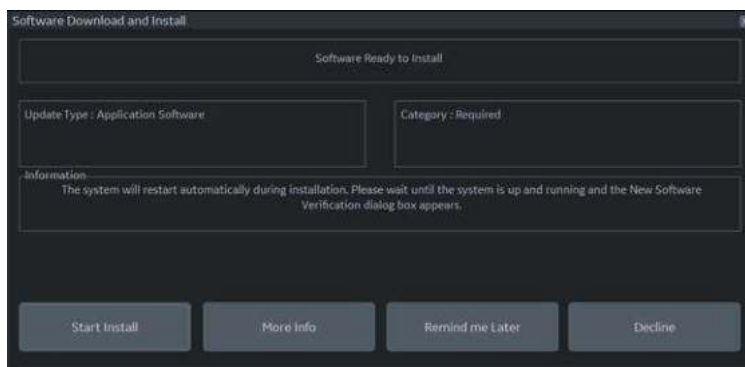 Software Download and Install
Software Ready to Install
Update Type : Application Software
Category : Required
Information
The system will restart automatically during installation. Please wait until the system is up and running and the New Software
Verification dialog box appears.
Start Install
More Info
Remind me Later
Decline